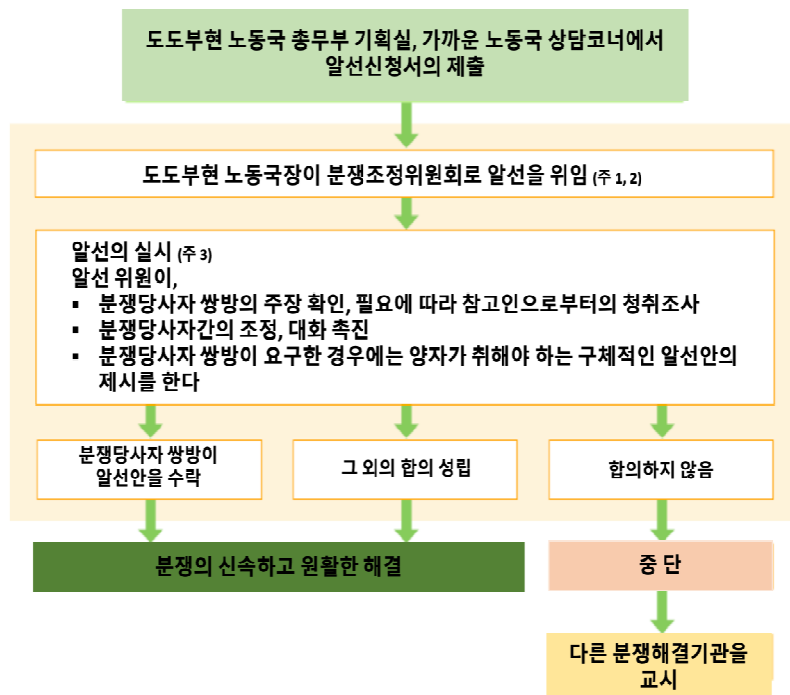 도도부현 노동국 총무부 기획실, 가까운 노동국 상담코너에서
알선신청서의 제출
도도부현 노동국장이 분쟁조정위원회로 알선을 위임 (주 1, 2)
알선의 실시 (주 3)
알선 위원이,
▪ 분쟁당사자 쌍방의 주장 확인, 필요에 따라 참고인으로부터의 청취조사
▪ 분쟁당사자간의 조정, 대화 촉진
▪ 분쟁당사자 쌍방이 요구한 경우에는 양자가 취해야 하는 구체적인 알선안의
제시를 한다
분쟁당사자 쌍방이
알선안을 수락
그 외의 합의 성립
합의하지 않음
분쟁의 신속하고 원활한 해결
중 단
다른 분쟁해결기관을
교시